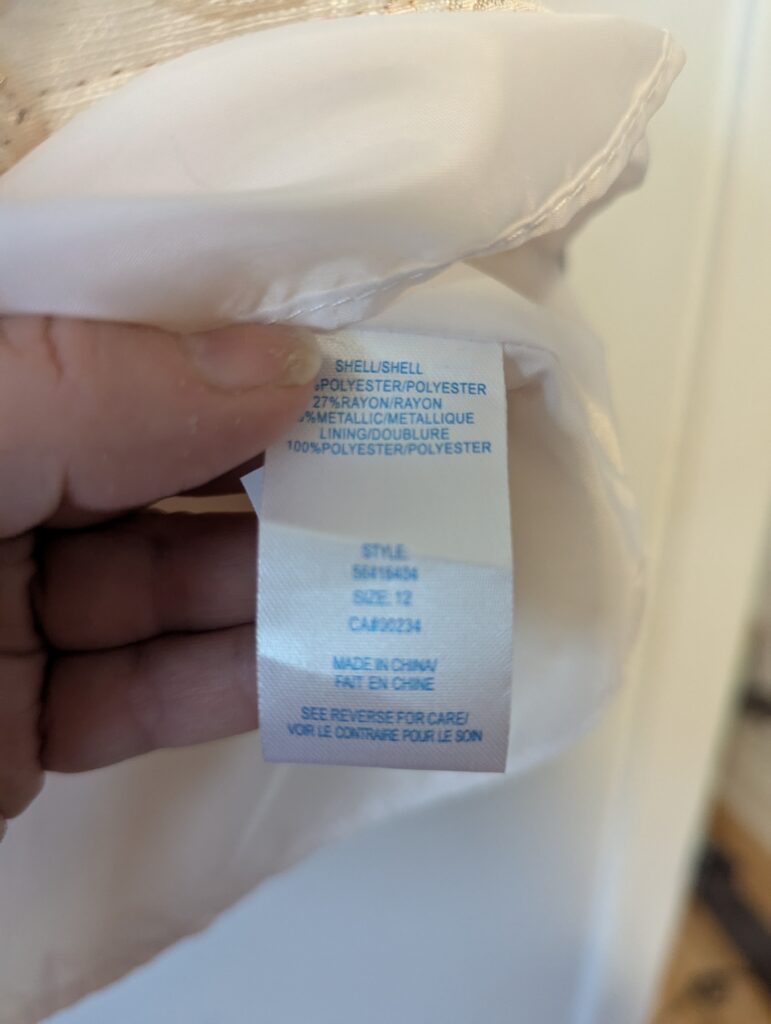 SHELL/SHELL
%POLYESTER/POLYESTER
27%RAYON/RAYON
%METALLIC/METALLIQUE
LINING/DOUBLURE
100%POLYESTER/POLYESTER
STYLE:
56416404
SIZE: 12
CA#00234
MADE IN CHINA/
FAIT EN CHINE
SEE REVERSE FOR CARE/
VOIR LE CONTRAIRE POUR LE SOIN